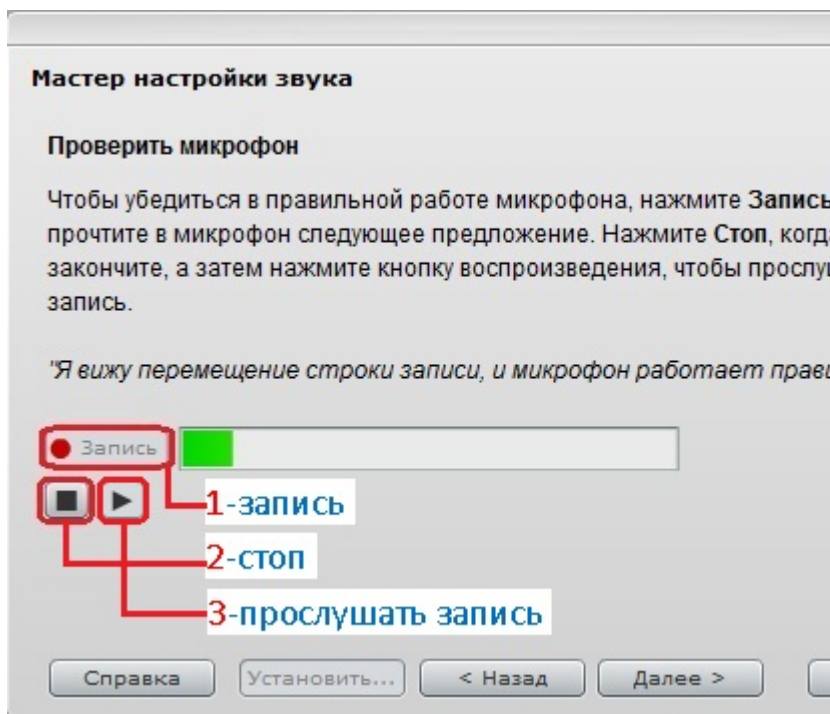 Мастер настройки звука
Проверить микрофон
Чтобы убедиться в правильной работе микрофона, нажмите Запись
прочтите в микрофон следующее предложение. Нажмите Стоп, когда
закончите, а затем нажмите кнопку воспроизведения, чтобы
запись.
"Я вижу перемещение строки записи, и микрофон работает
Запись
1-запись
2-стоп
3-прослушать запись
Справка Установить... < Назад Далее >